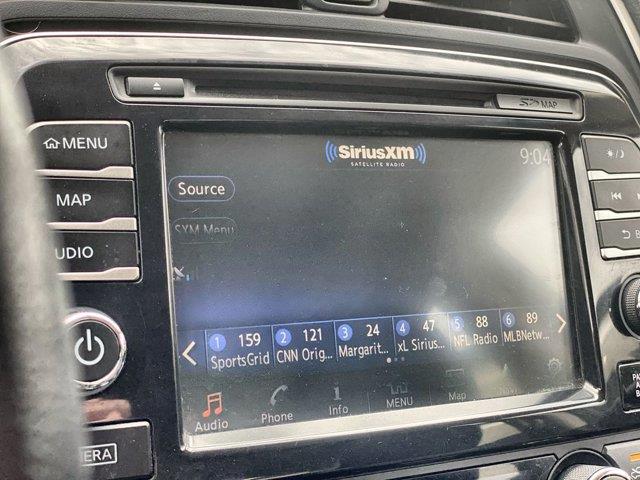 SD MAP
MENU
MAP
UDIO
ERA
SiriusXM
SATELLITE RADIO
9:04
Source
SXM Menu
1 159 2 121 3 24 4 47 5 88 6 89
SportsGrid CNN Orig... Margarit... xL Sirius... NFL Radio MLBNetw...
Audio Phone Info MENU Map
B